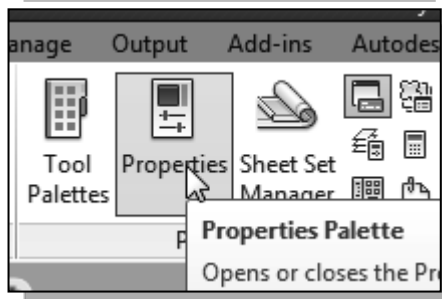 anage Output Add-ins Autodes
Tool Properties Sheet Set
Palettes Manager
P
Properties Palette
Opens or closes the Pr